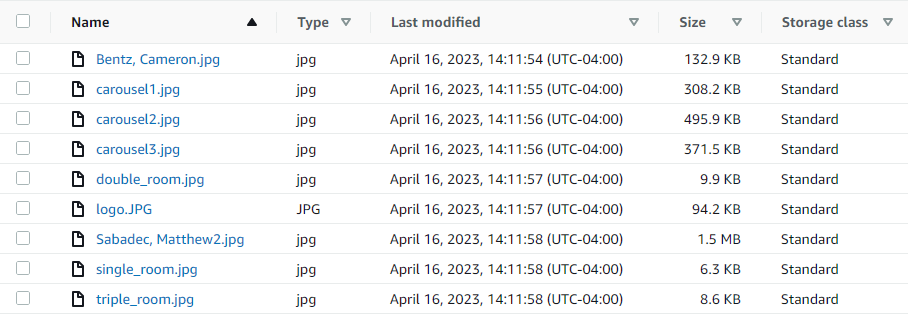 Name Type Last modified Size Storage class
Bentz, Cameron.jpg jpg April 16, 2023, 14:11:54 (UTC-04:00) 132.9 KB Standard
carousel1.jpg jpg April 16, 2023, 14:11:55 (UTC-04:00) 308.2 KB Standard
carousel2.jpg jpg April 16, 2023, 14:11:56 (UTC-04:00) 495.9 KB Standard
carousel3.jpg jpg April 16, 2023, 14:11:56 (UTC-04:00) 371.5 KB Standard
double_room.jpg jpg April 16, 2023, 14:11:57 (UTC-04:00) 9.9 KB Standard
logo.JPG JPG April 16, 2023, 14:11:57 (UTC-04:00) 94.2 KB Standard
Sabadec, Matthew2.jpg jpg April 16, 2023, 14:11:58 (UTC-04:00) 1.5 MB Standard
single_room.jpg jpg April 16, 2023, 14:11:58 (UTC-04:00) 6.3 KB Standard
triple_room.jpg jpg April 16, 2023, 14:11:58 (UTC-04:00) 8.6 KB Standard